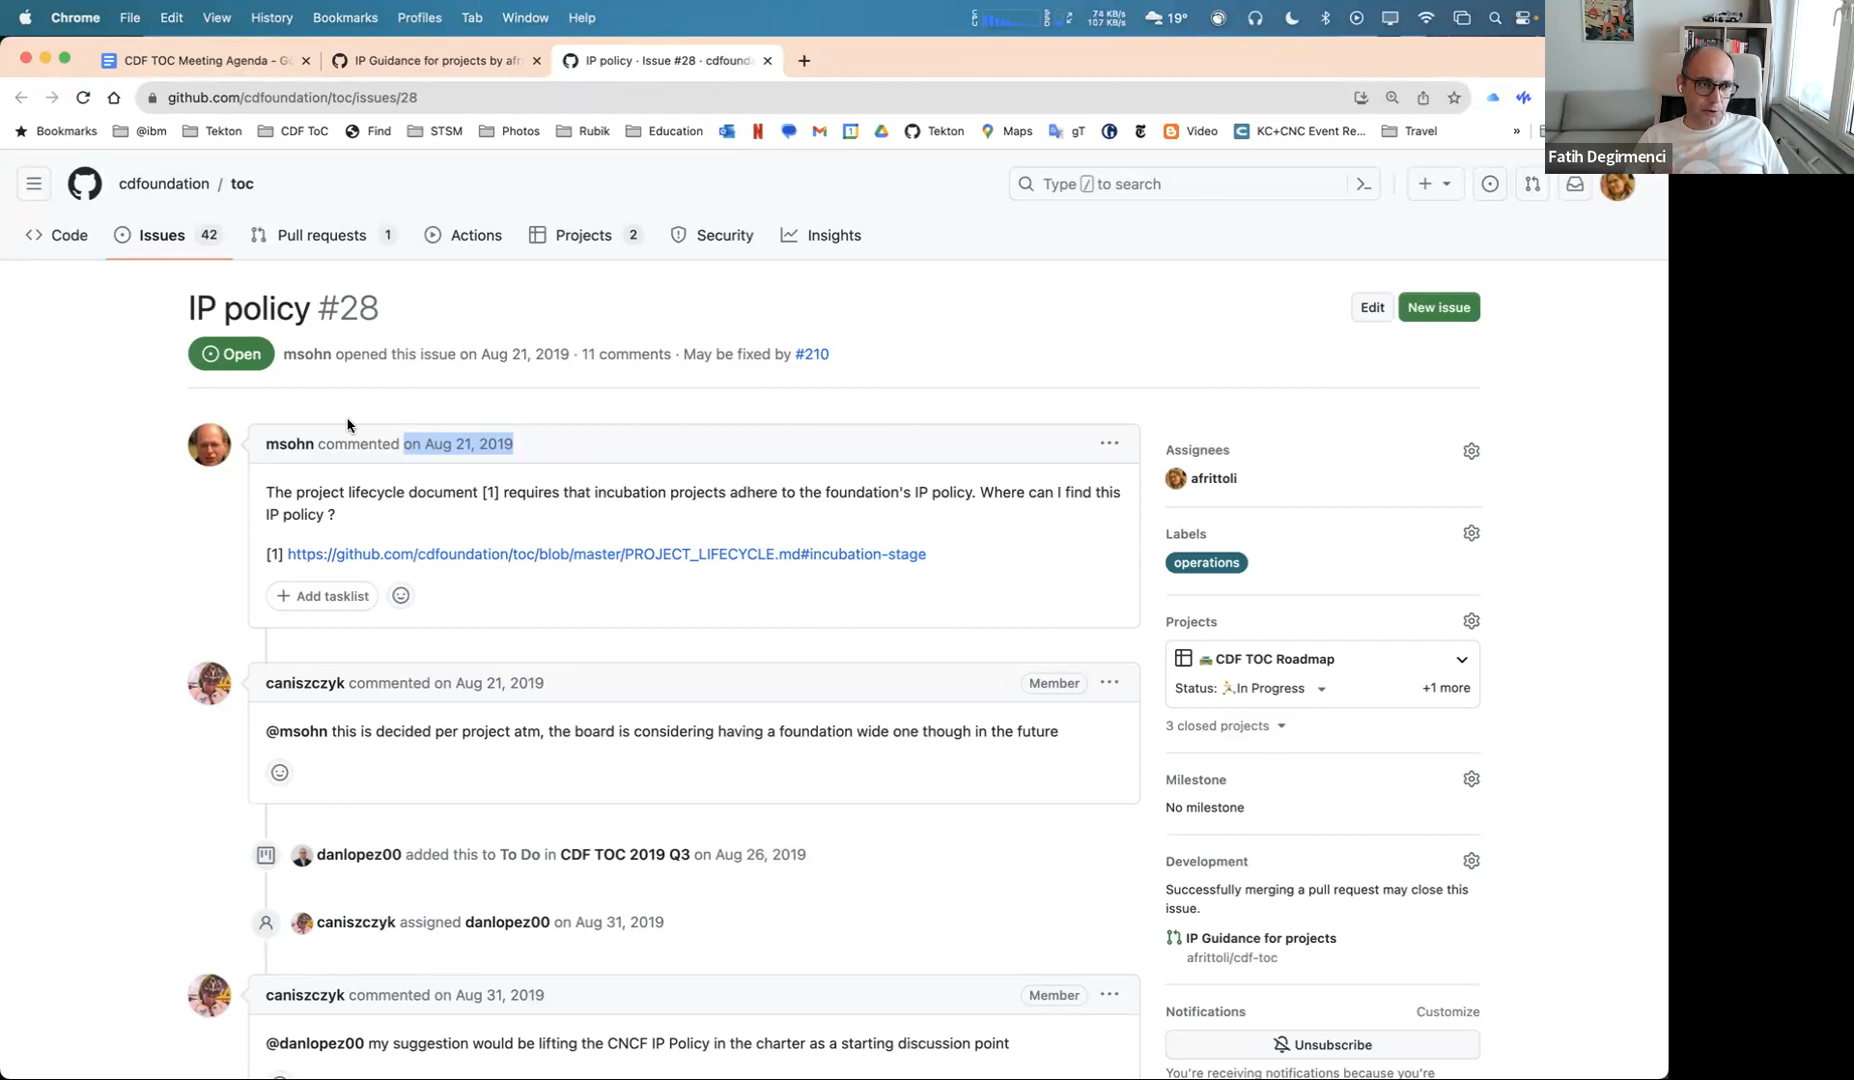 Chrome File Edit View History Bookmarks Profiles Tab Window Help 74 KB/s 107 KB/s 19°
CDF TOC Meeting Agenda - Go IP Guidance for projects by afri IP policy · Issue #28 · cdfound
github.com/cdfoundation/toc/issues/28
Bookmarks @ibm Tekton CDF ToC Find STSM Photos Rubik Education Tekton Maps gT Video KC+CNC Event Re... Travel »
Fatih Degirmenci
cdfoundation / toc
Type / to search
Code Issues 42 Pull requests 1 Actions Projects 2 Security Insights
IP policy #28
Edit New issue
Open msohn opened this issue on Aug 21, 2019 · 11 comments · May be fixed by #210
msohn commented on Aug 21, 2019
The project lifecycle document [1] requires that incubation projects adhere to the foundation's IP policy. Where can I find this
IP policy ?
[1] https://github.com/cdfoundation/toc/blob/master/PROJECT_LIFECYCLE.md#incubation-stage
+ Add tasklist
caniszczyk commented on Aug 21, 2019 Member
@msohn this is decided per project atm, the board is considering having a foundation wide one though in the future
danlopez00 added this to To Do in CDF TOC 2019 Q3 on Aug 26, 2019
caniszczyk assigned danlopez00 on Aug 31, 2019
caniszczyk commented on Aug 31, 2019 Member
@danlopez00 my suggestion would be lifting the CNCF IP Policy in the charter as a starting discussion point
Assignees
afrittoli
Labels
operations
Projects
CDF TOC Roadmap
Status: In Progress +1 more
3 closed projects
Milestone
No milestone
Development
Successfully merging a pull request may close this
issue.
IP Guidance for projects
afrittoli/cdf-toc
Notifications Customize
Unsubscribe
You're receiving notifications because you're